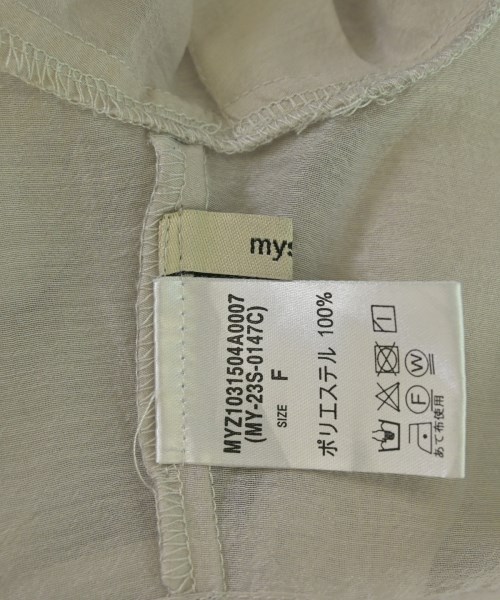 mys
MYZ1031504A0007
(MY-23S-0147C)
SIZE F
ポリエステル 100%
F W
あて布使用